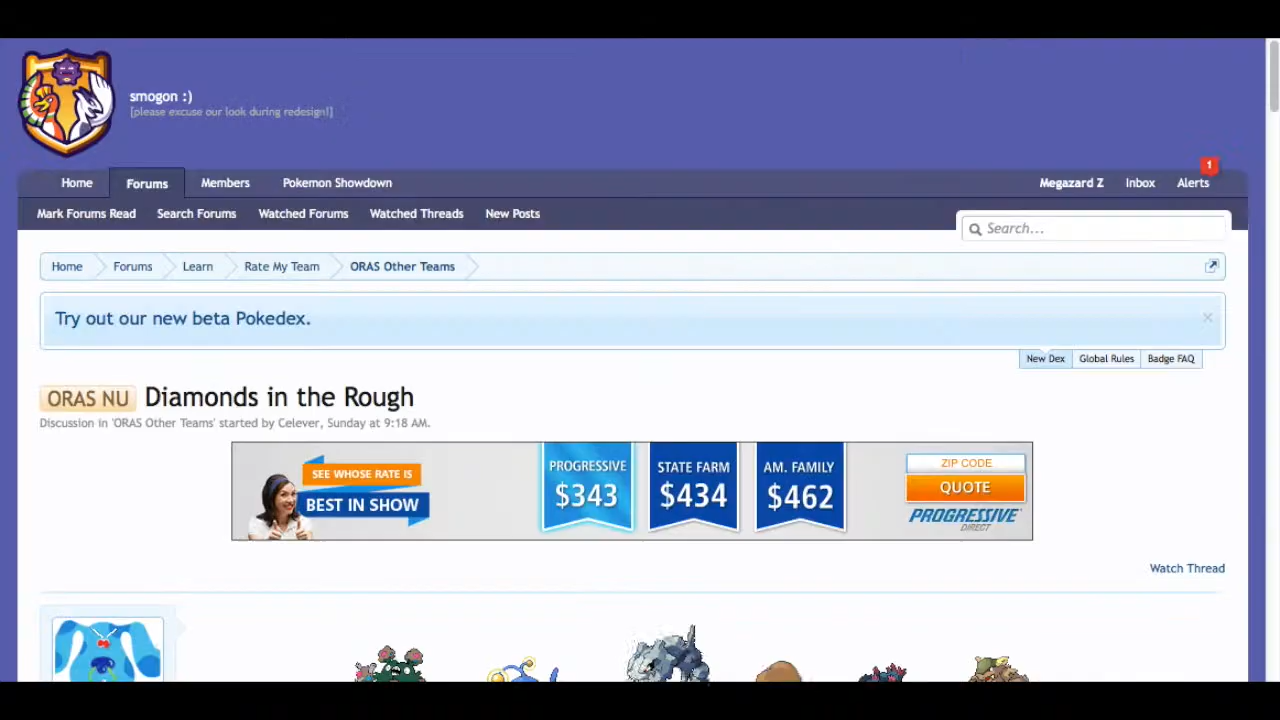 smogon :)
[please excuse our look during redesign!]
1
Home Forums Members Pokemon Showdown Megazard Z Inbox Alerts
Mark Forums Read Search Forums Watched Forums Watched Threads New Posts
Search...
Home Forums Learn Rate My Team ORAS Other Teams
Try out our new beta Pokedex.
New Dex Global Rules Badge FAQ
ORAS NU Diamonds in the Rough
Discussion in 'ORAS Other Teams' started by Celever, Sunday at 9:18 AM.
SEE WHOSE RATE IS
BEST IN SHOW
PROGRESSIVE
$343
STATE FARM
$434
AM. FAMILY
$462
ZIP CODE
QUOTE
PROGRESSIVE
DIRECT
Watch Thread